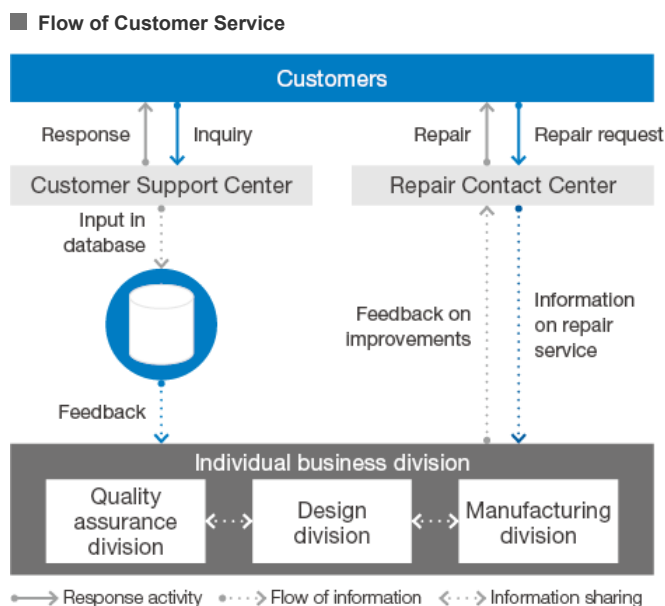 Flow of Customer Service
Customers
Response
Inquiry
Repair
Repair request
Customer Support Center
Repair Contact Center
Input in
database
Feedback on
improvements
Information
on repair
service
Feedback
Individual business division
Quality
assurance
division
Design
division
Manufacturing
division
Response activity
Flow of information
Information sharing